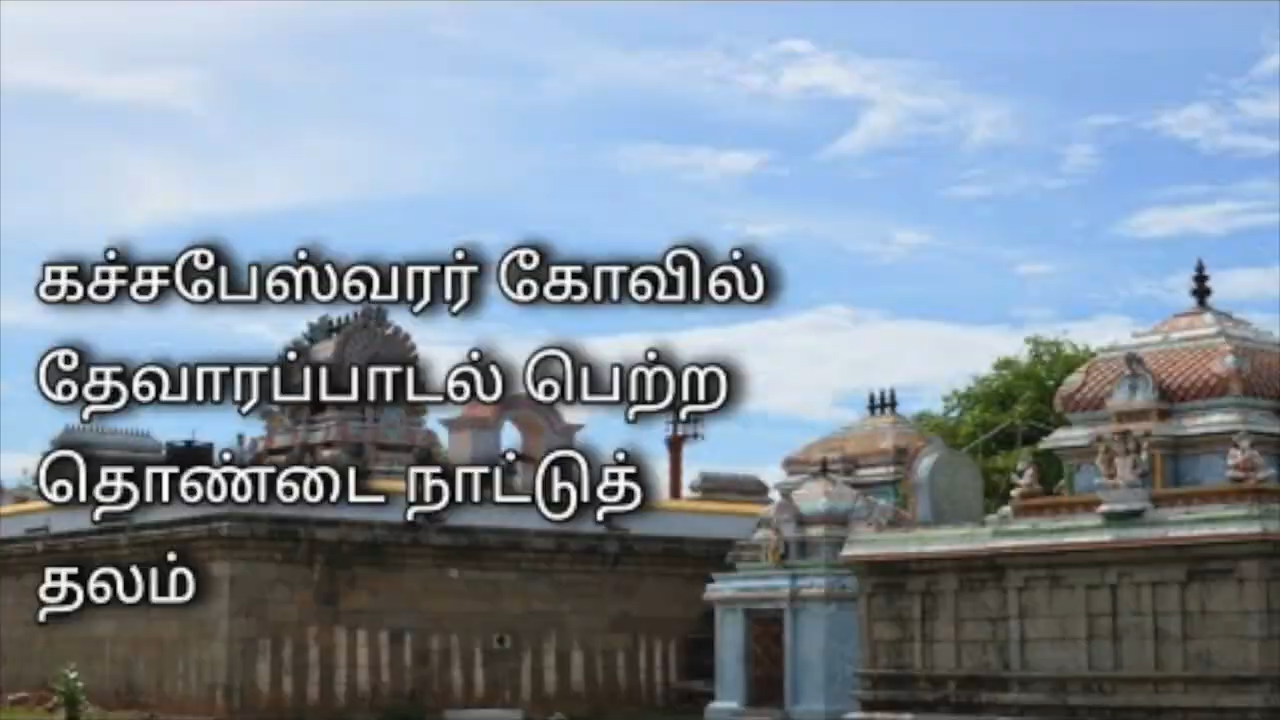 கச்சபேஸ்வரர் கோவில்
தேவாரப்பாடல் பெற்ற
தொண்டை நாட்டுத்
தலம்